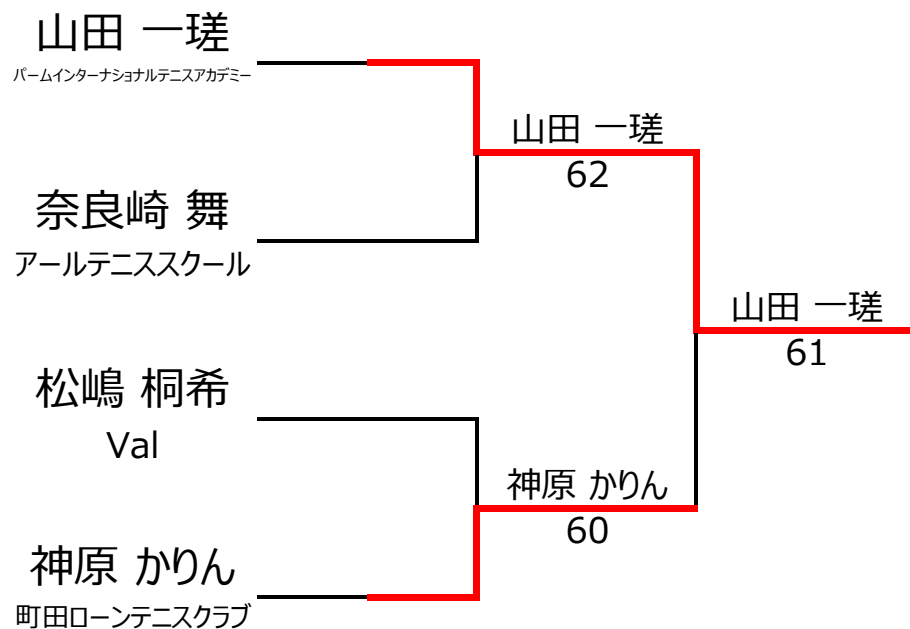 山田 一瑳
パームインターナショナルテニスアカデミー
山田 一瑳
62
奈良崎 舞
アールテニススクール
山田 一瑳
61
松嶋 桐希
Val
神原 かりん
60
神原 かりん
町田ローンテニスクラブ